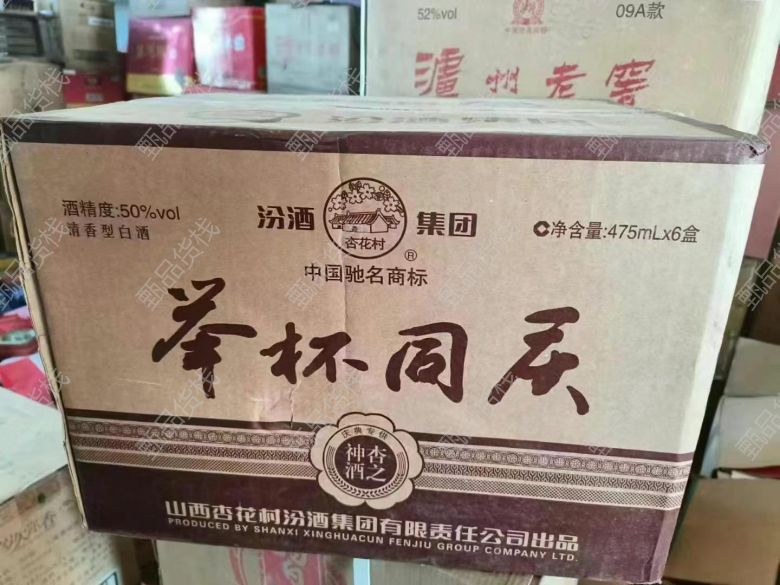 52%vol
09A款
泸州老窖
酒精度:50%vol
清香型白酒
汾酒
杏花村
®
集团
净含量:475mLx6盒
中国驰名商标
举杯同庆
庆典专供
杏之
神酒
山西杏花村汾酒集团有限责任公司出品
PRODUCED BY SHANXI XINGHUACUN FENJIU GROUP COMPANY LTD.
甄品货栈